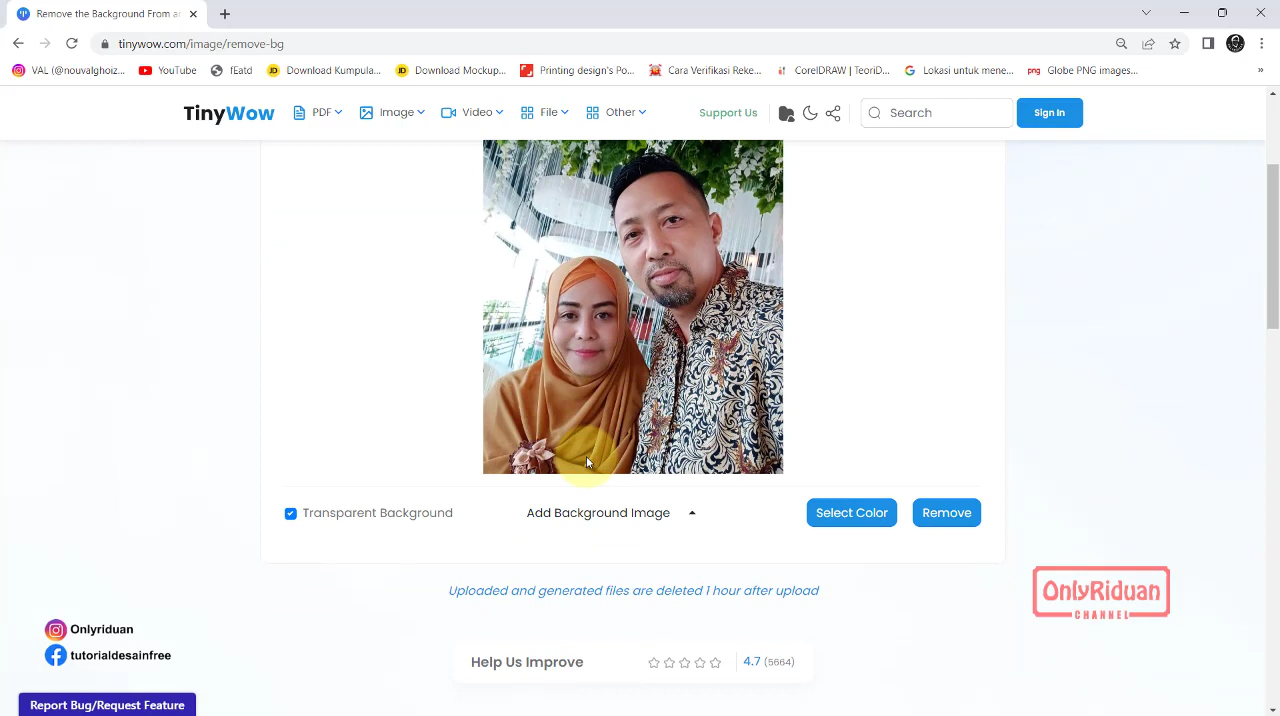 Remove the Background From an
tinywow.com/image/remove-bg
VAL (@nouvalghoiz... YouTube fEatd Download Kumpula... Download Mockup... Printing design's Po... Cara Verifikasi Reke... CorelDRAW | TeoriD... Lokasi untuk mene... png Globe PNG images... »
TinyWow PDF Image Video File Other Support Us Search Sign In
Transparent Background Add Background Image Select Color Remove
Uploaded and generated files are deleted 1 hour after upload
OnlyRiduan
CHANNEL
Onlyriduan
tutorialdesainfree
Help Us Improve 4.7 (5664)
Report Bug/Request Feature